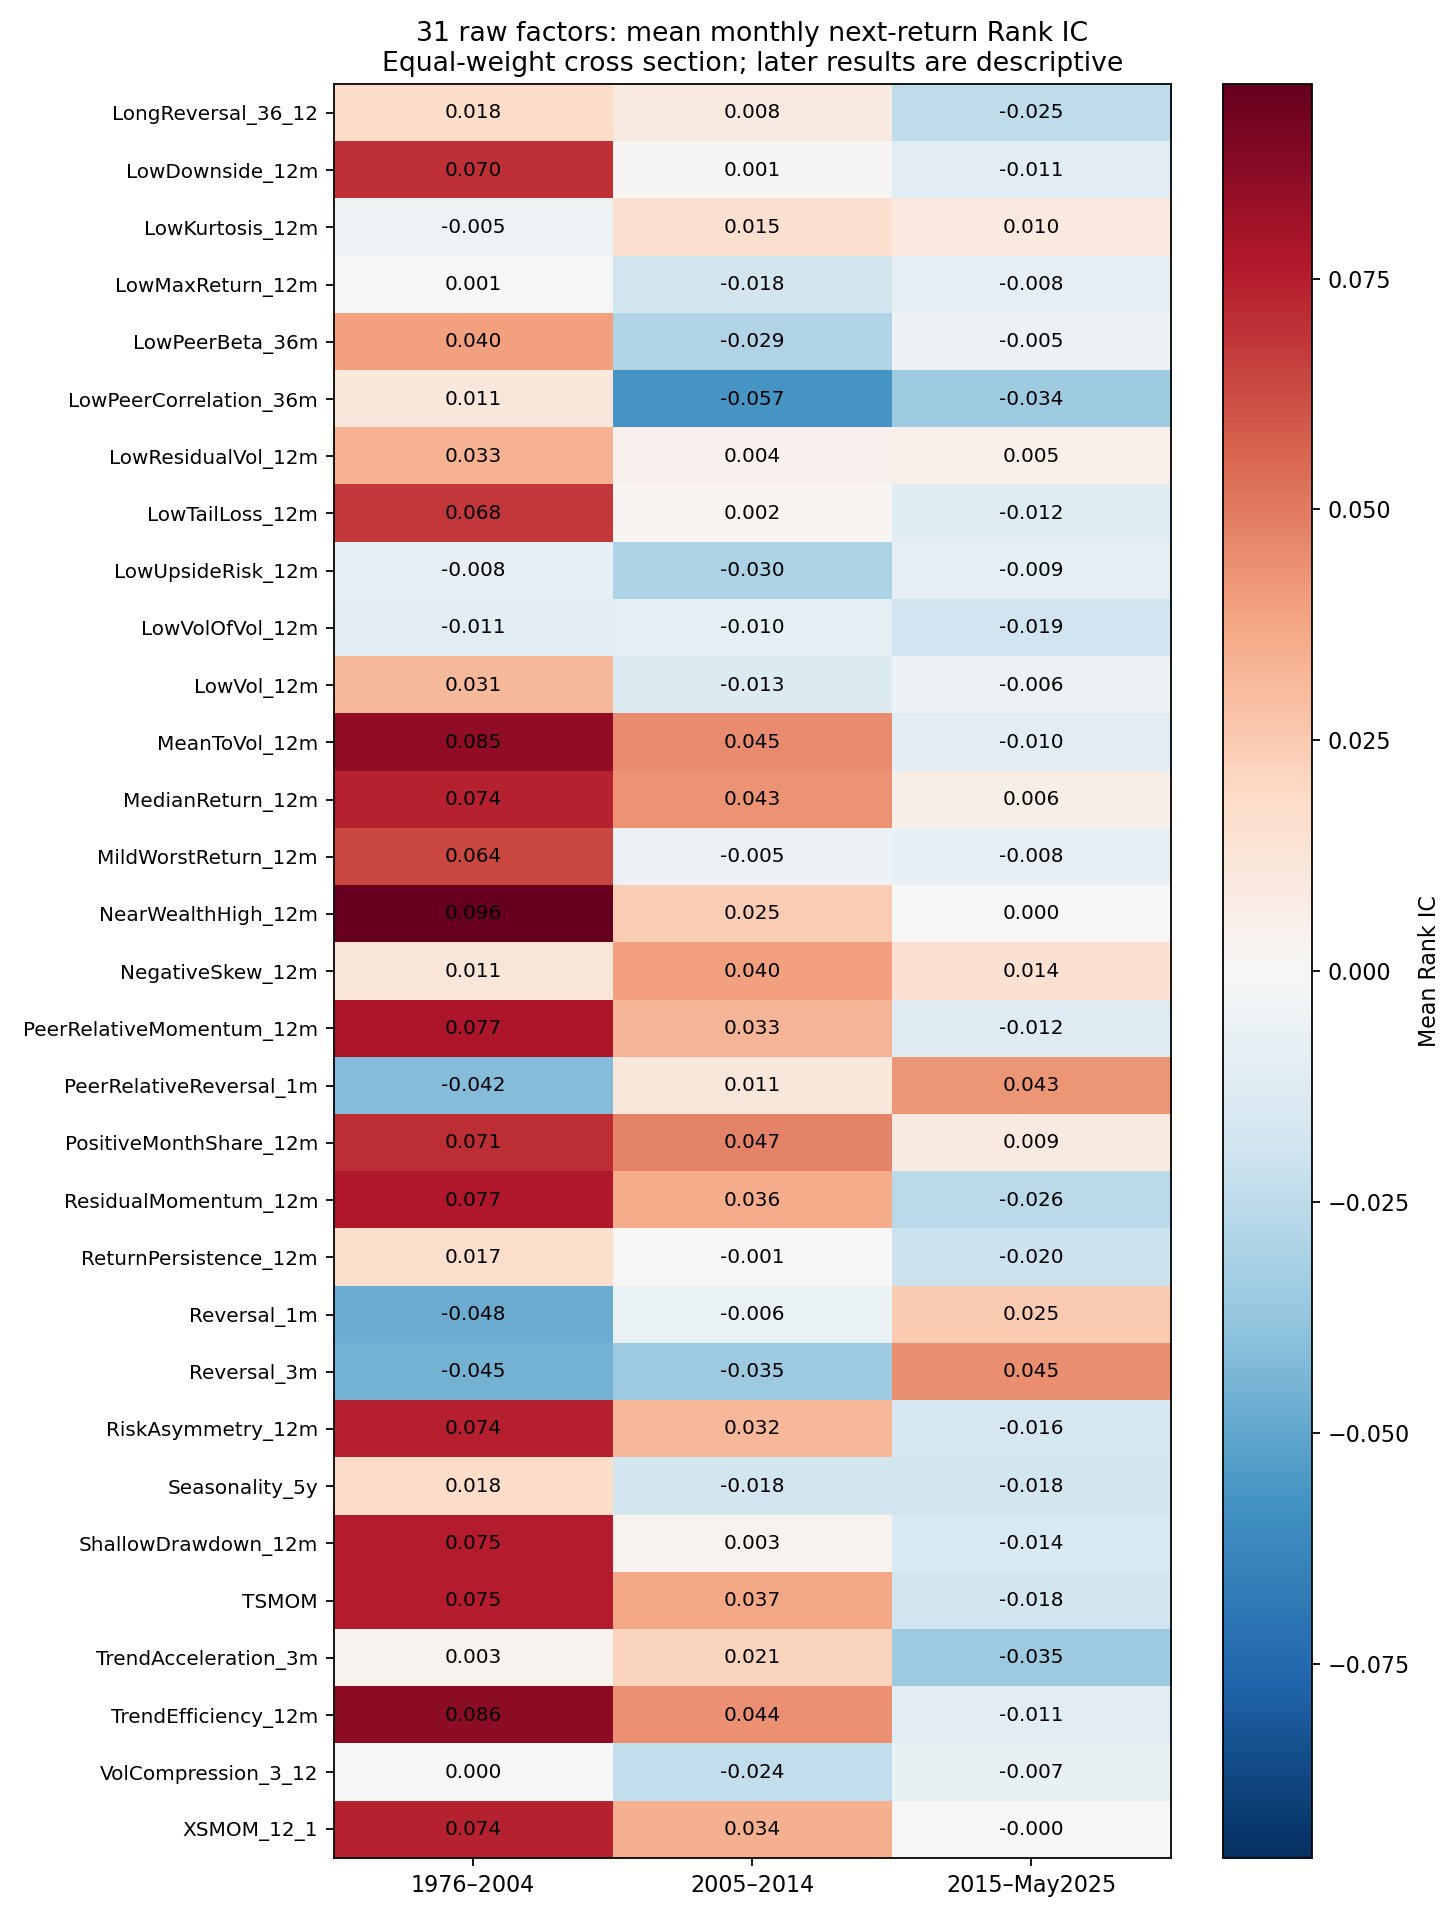 31 raw factors: mean monthly next-return Rank IC
Equal-weight cross section; later results are descriptive
LongReversal_36_12 0.018 0.008 -0.025
LowDownside_12m 0.070 0.001 -0.011
LowKurtosis_12m -0.005 0.015 0.010
LowMaxReturn_12m 0.001 -0.018 -0.008
LowPeerBeta_36m 0.040 -0.029 -0.005
LowPeerCorrelation_36m 0.011 -0.057 -0.034
LowResidualVol_12m 0.033 0.004 0.005
LowTailLoss_12m 0.068 0.002 -0.012
LowUpsideRisk_12m -0.008 -0.030 -0.009
LowVolOfVol_12m -0.011 -0.010 -0.019
LowVol_12m 0.031 -0.013 -0.006
MeanToVol_12m 0.085 0.045 -0.010
MedianReturn_12m 0.074 0.043 0.006
MildWorstReturn_12m 0.064 -0.005 -0.008
NearWealthHigh_12m 0.096 0.025 0.000
NegativeSkew_12m 0.011 0.040 0.014
PeerRelativeMomentum_12m 0.077 0.033 -0.012
PeerRelativeReversal_1m -0.042 0.011 0.043
PositiveMonthShare_12m 0.071 0.047 0.009
ResidualMomentum_12m 0.077 0.036 -0.026
ReturnPersistence_12m 0.017 -0.001 -0.020
Reversal_1m -0.048 -0.006 0.025
Reversal_3m -0.045 -0.035 0.045
RiskAsymmetry_12m 0.074 0.032 -0.016
Seasonality_5y 0.018 -0.018 -0.018
ShallowDrawdown_12m 0.075 0.003 -0.014
TSMOM 0.075 0.037 -0.018
TrendAcceleration_3m 0.003 0.021 -0.035
TrendEfficiency_12m 0.086 0.044 -0.011
VolCompression_3_12 0.000 -0.024 -0.007
XSMOM_12_1 0.074 0.034 -0.000
1976–2004 2005–2014 2015–May2025
0.075
0.050
0.025
0.000
−0.025
−0.050
−0.075
Mean Rank IC